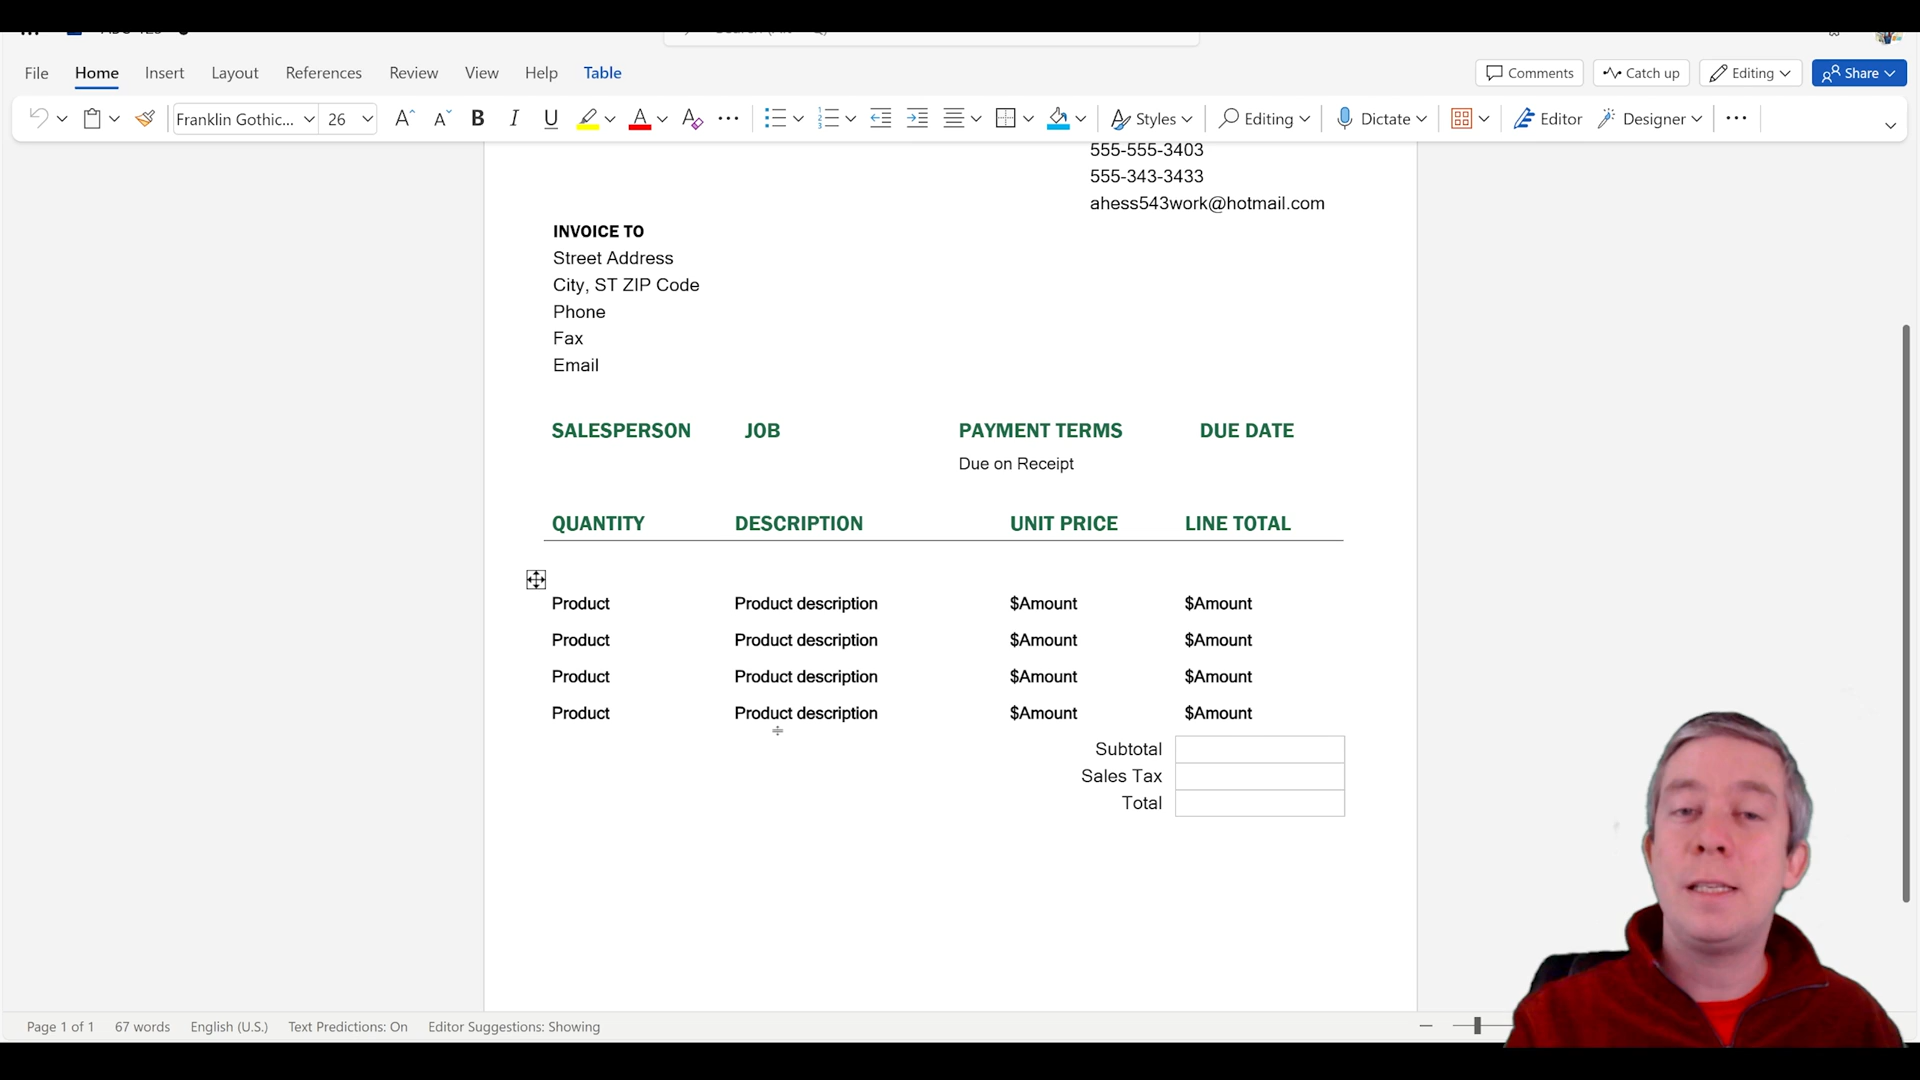 File Home Insert Layout References Review View Help Table Comments Catch up Editing Share
Franklin Gothic... 26 B I U A Styles Editing Dictate Editor Designer
555-555-3403
555-343-3433
ahess543work@hotmail.com
INVOICE TO
Street Address
City, ST ZIP Code
Phone
Fax
Email
SALESPERSON JOB PAYMENT TERMS DUE DATE
Due on Receipt
QUANTITY DESCRIPTION UNIT PRICE LINE TOTAL
Product Product description $Amount $Amount
Product Product description $Amount $Amount
Product Product description $Amount $Amount
Product Product description $Amount $Amount
Subtotal
Sales Tax
Total
Page 1 of 1 67 words English (U.S.) Text Predictions: On Editor Suggestions: Showing